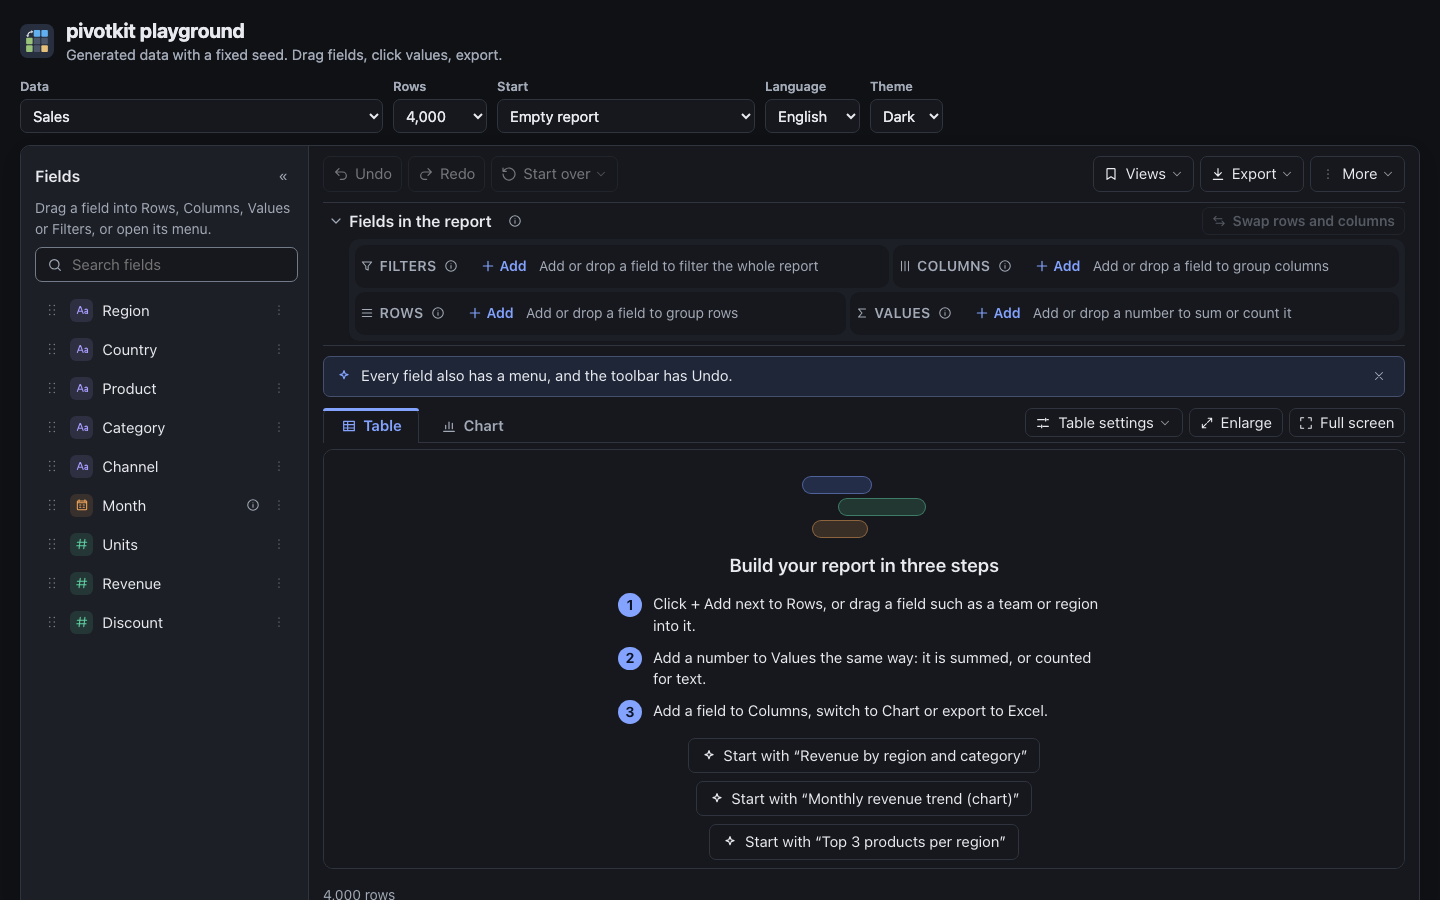 pivotkit playground
Generated data with a fixed seed. Drag fields, click values, export.
Data
Rows
Start
Language
Theme
Sales
4,000
Empty report
English
Dark
Fields
«
Drag a field into Rows, Columns, Values
or Filters, or open its menu.
Search fields
Aa Region
Aa Country
Aa Product
Aa Category
Aa Channel
Month
# Units
# Revenue
# Discount
Undo
Redo
Start over
Views
Export
More
Fields in the report
Swap rows and columns
FILTERS + Add Add or drop a field to filter the whole report
COLUMNS + Add Add or drop a field to group columns
ROWS + Add Add or drop a field to group rows
Σ VALUES + Add Add or drop a number to sum or count it
Every field also has a menu, and the toolbar has Undo.
Table
Chart
Table settings
Enlarge
Full screen
Build your report in three steps
1 Click + Add next to Rows, or drag a field such as a team or region
into it.
2 Add a number to Values the same way: it is summed, or counted
for text.
3 Add a field to Columns, switch to Chart or export to Excel.
Start with “Revenue by region and category”
Start with “Monthly revenue trend (chart)”
Start with “Top 3 products per region”
4,000 rows